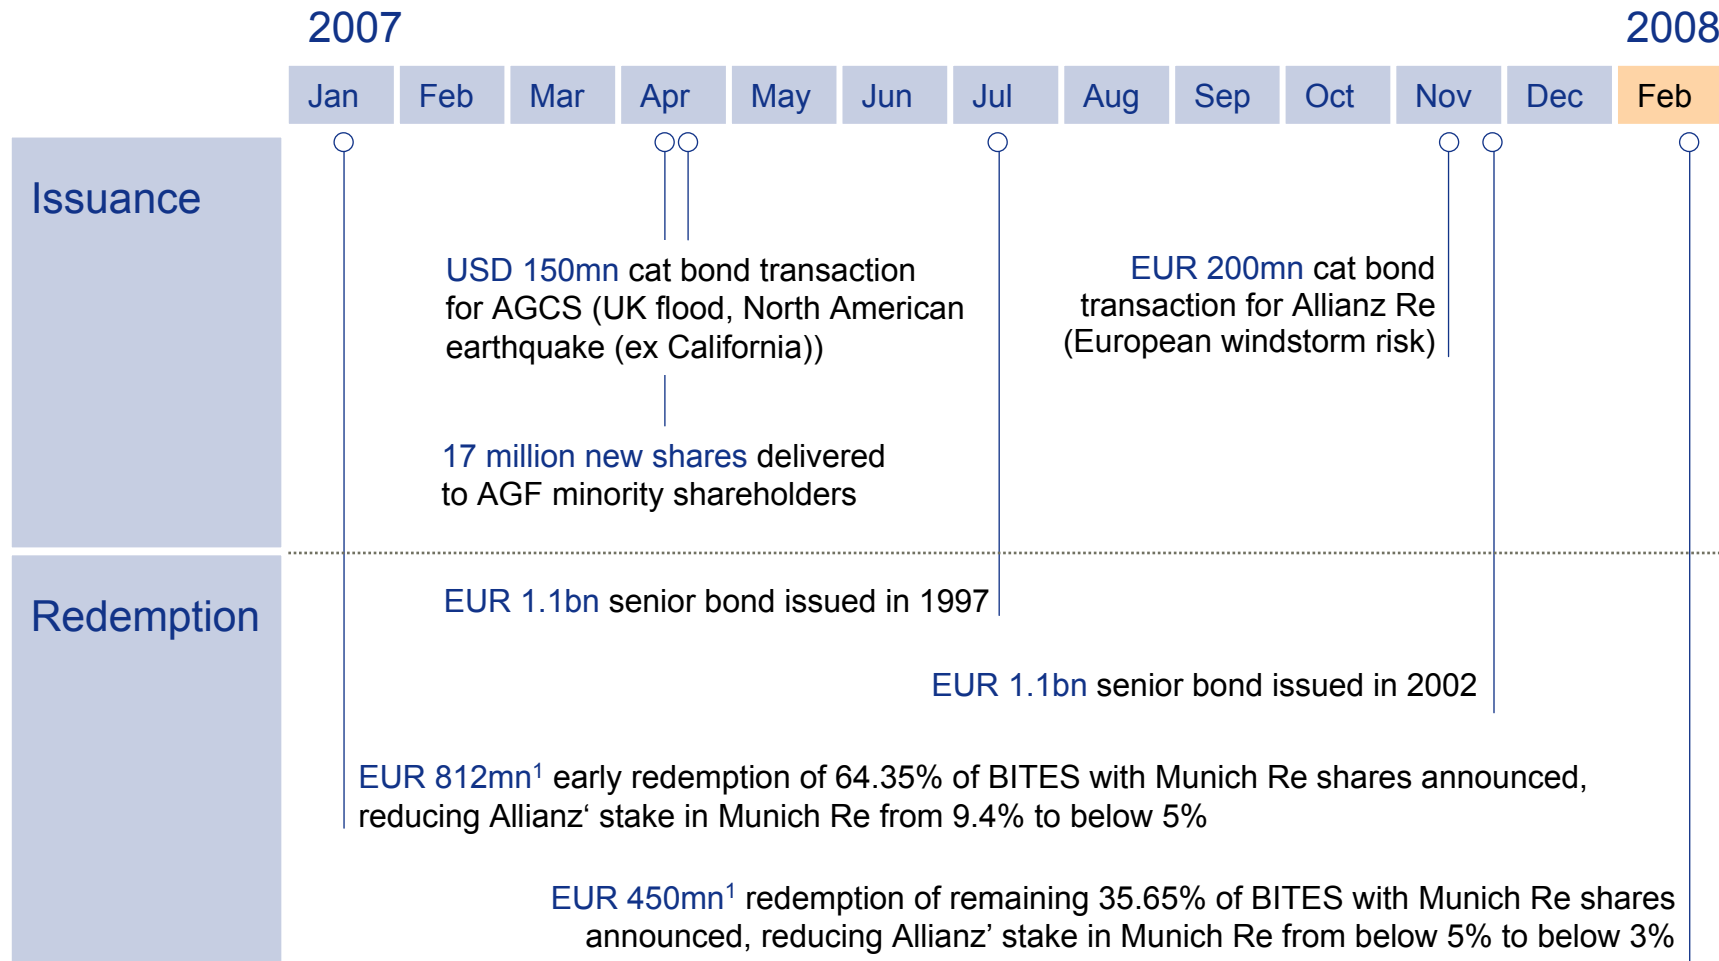 2007 2008
Jan Feb Mar Apr May Jun Jul Aug Sep Oct Nov Dec Feb
Issuance
USD 150mn cat bond transaction
for AGCS (UK flood, North American
earthquake (ex California))
EUR 200mn cat bond
transaction for Allianz Re
(European windstorm risk)
17 million new shares delivered
to AGF minority shareholders
Redemption
EUR 1.1bn senior bond issued in 1997
EUR 1.1bn senior bond issued in 2002
EUR 812mn¹ early redemption of 64.35% of BITES with Munich Re shares announced,
reducing Allianz‘ stake in Munich Re from 9.4% to below 5%
EUR 450mn¹ redemption of remaining 35.65% of BITES with Munich Re shares
announced, reducing Allianz’ stake in Munich Re from below 5% to below 3%